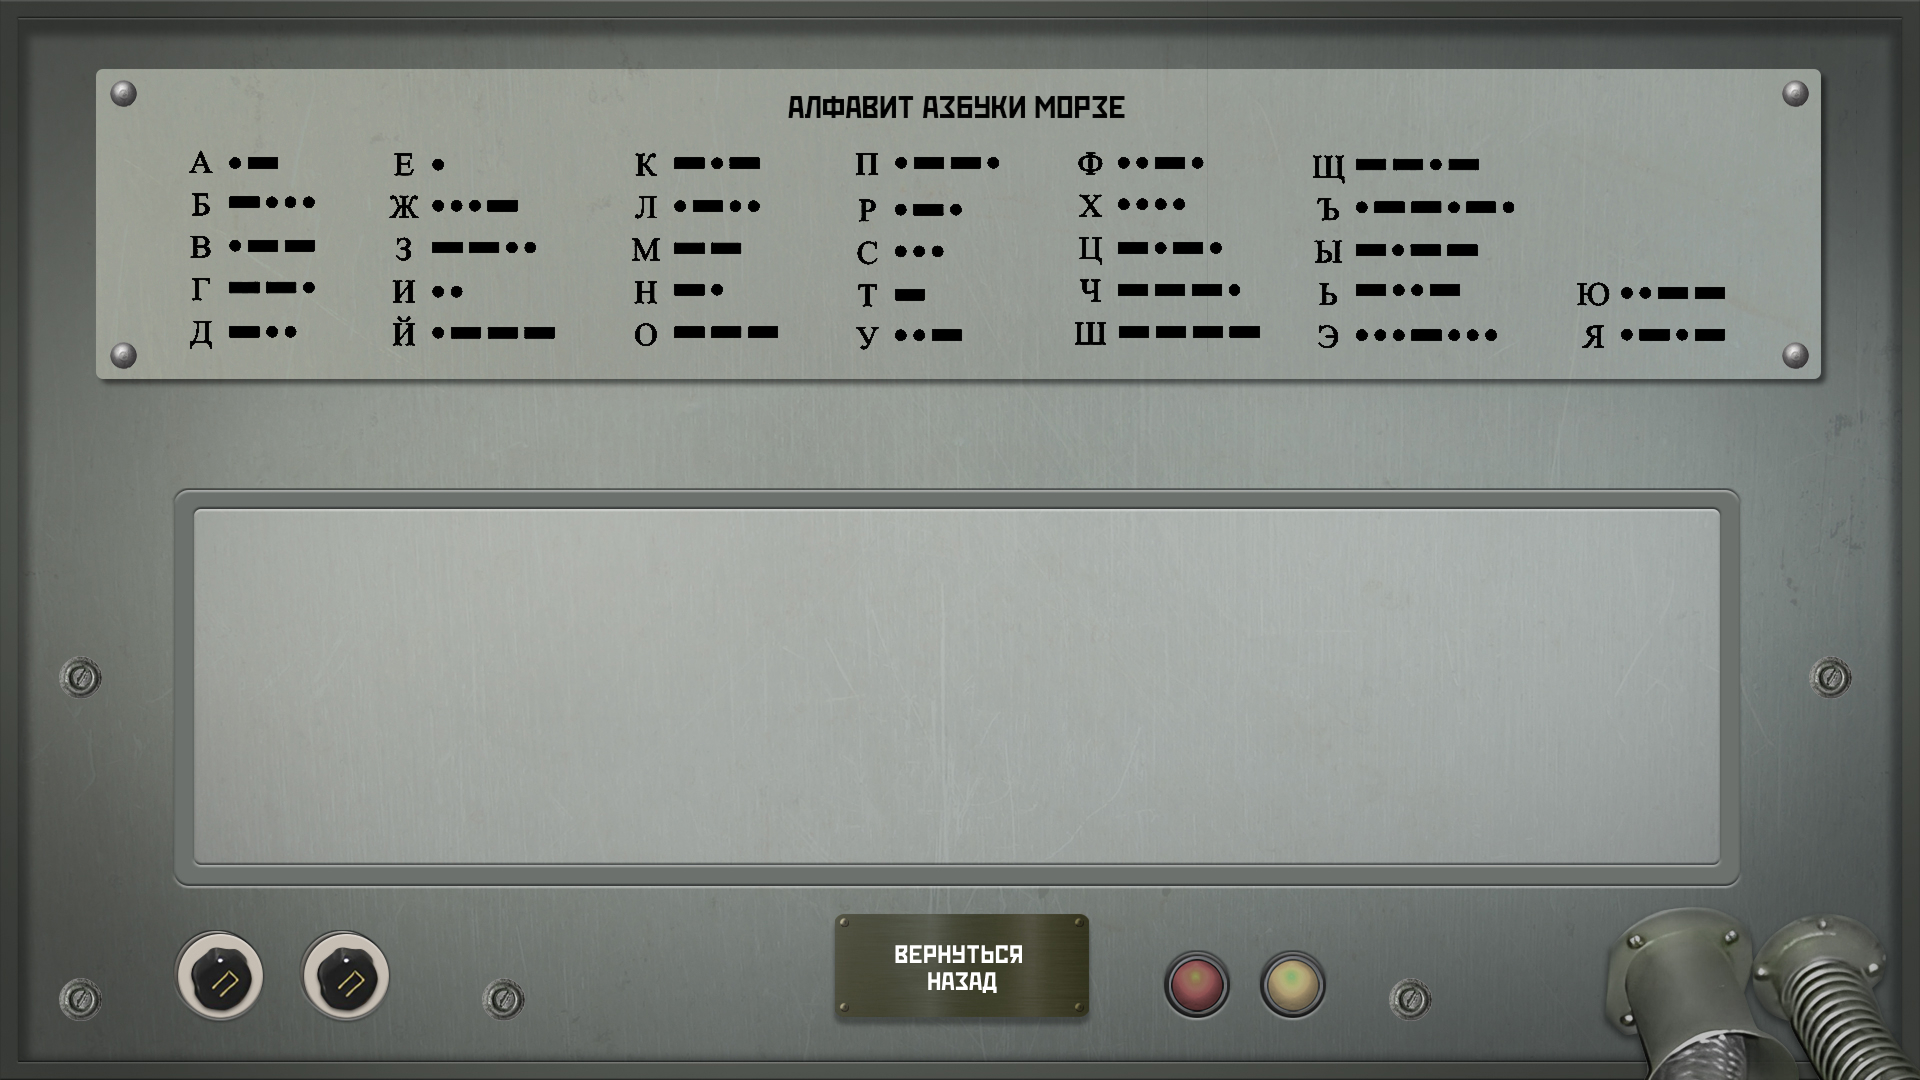 АЛФАВИТ АЗБУКИ МОРЗЕ
А •— Е • К —•— П •——• Ф ••—• Щ ——•—
Б —••• Ж •••— Л •—•• Р •—• Х •••• Ъ •——•—•
В •—— З ——•• М —— С ••• Ц —•—• Ы —•——
Г ——• И •• Н —• Т — Ч ———• Ь —••— Ю ••——
Д —•• Й •——— О ——— У ••— Ш ———— Э •••—••• Я •—•—
ВЕРНУТЬСЯ
НАЗАД